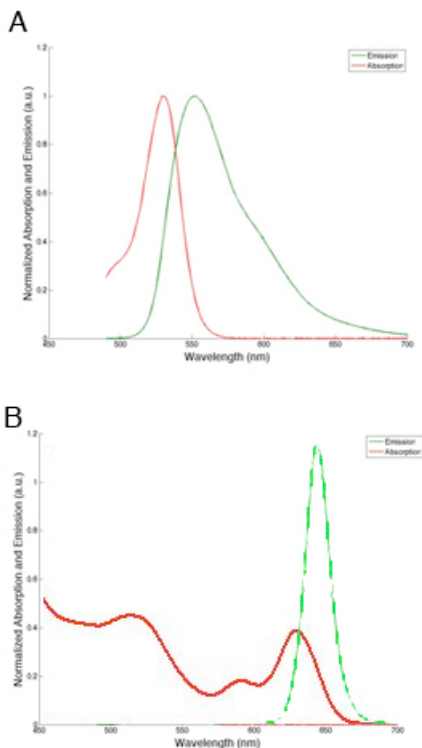 A
Normalized Absorption and Emission (a.u.)
1.2
1
0.8
0.6
0.4
0.2
0
Emission
Absorption
450 500 550 600 650 700
Wavelength (nm)
B
Normalized Absorption and Emission (a.u.)
1.2
1
0.8
0.6
0.4
0.2
0
Emission
Absorption
450 500 550 600 650 700
Wavelength (nm)